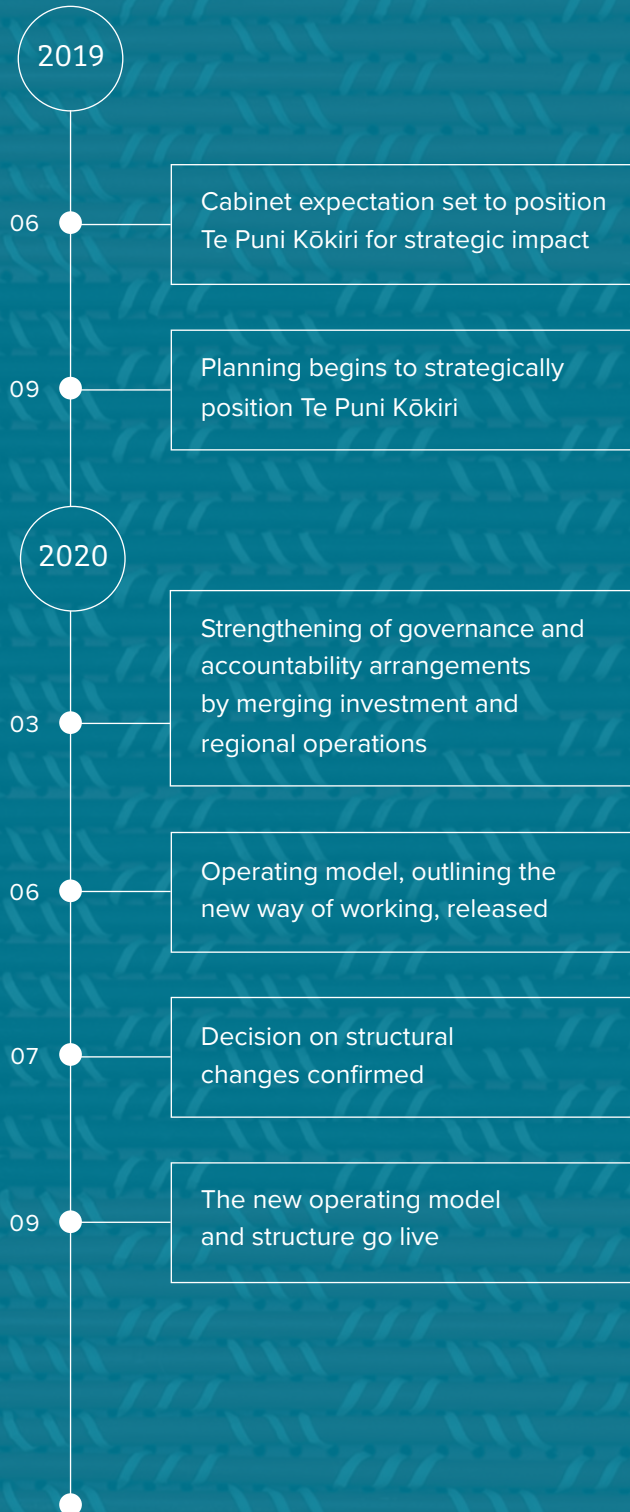 2019
06
Cabinet expectation set to position
Te Puni Kōkiri for strategic impact
09
Planning begins to strategically
position Te Puni Kōkiri
2020
03
Strengthening of governance and
accountability arrangements
by merging investment and
regional operations
06
Operating model, outlining the
new way of working, released
07
Decision on structural
changes confirmed
09
The new operating model
and structure go live